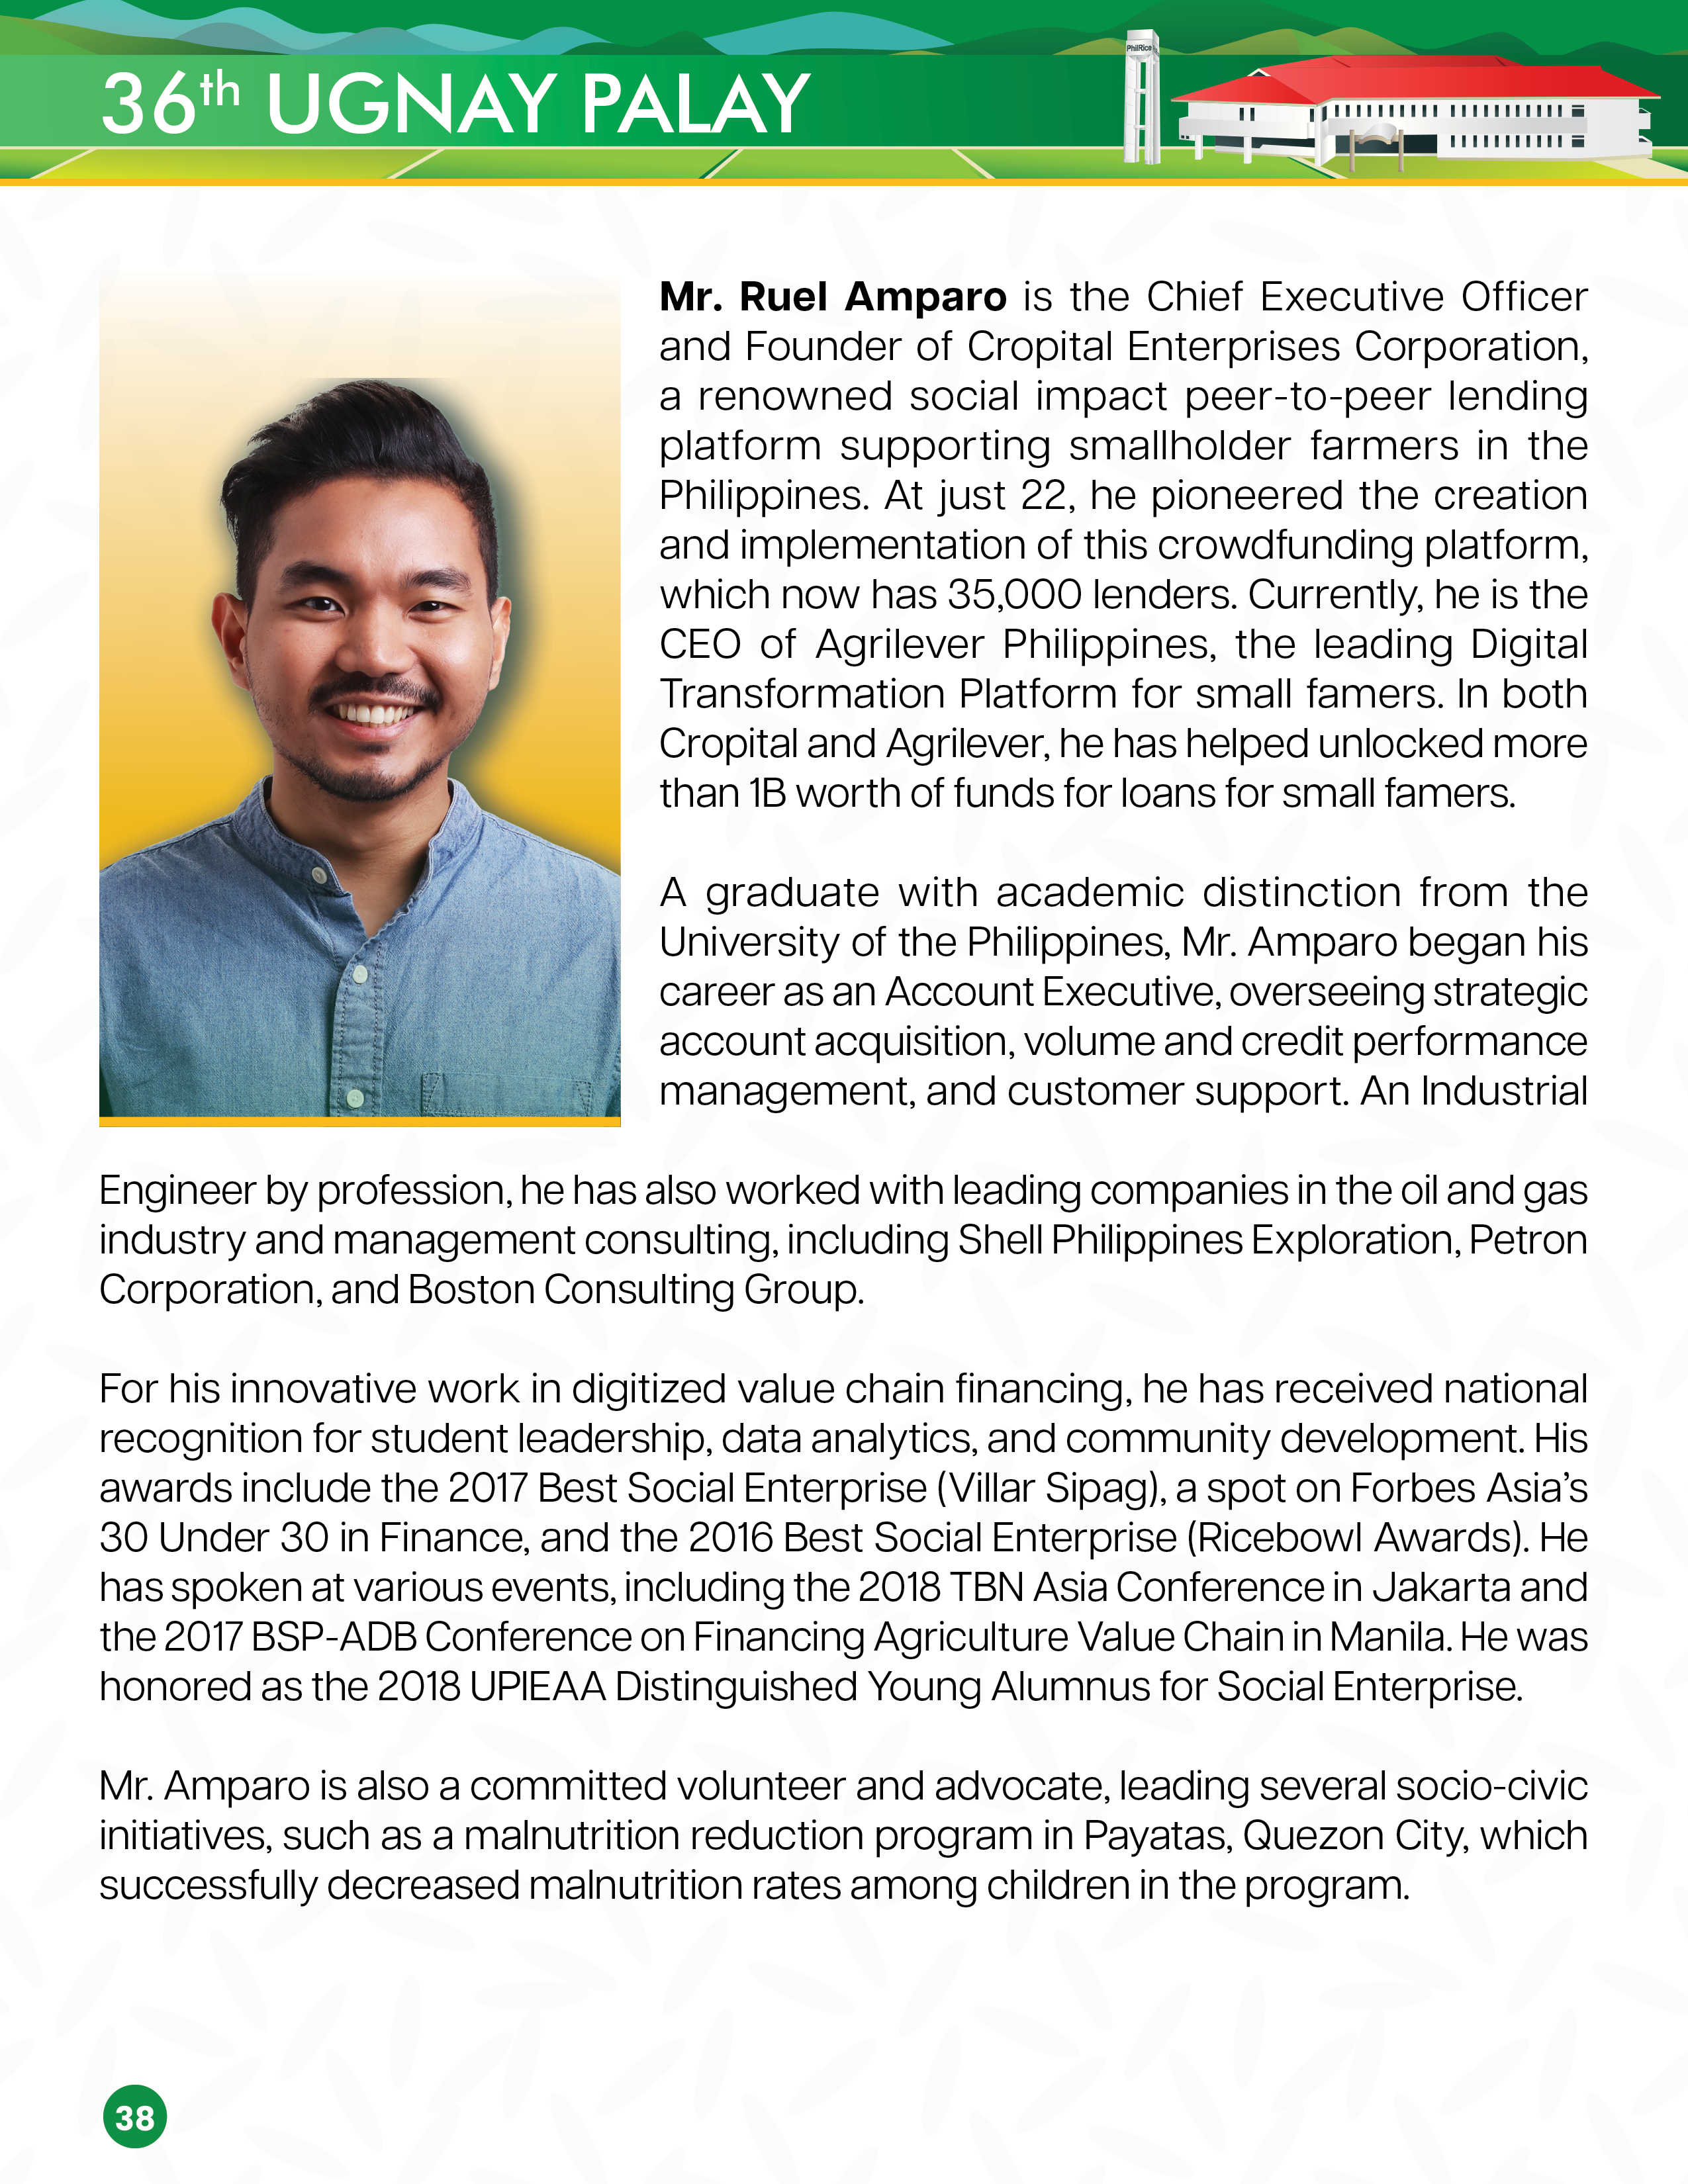 36th UGNAY PALAY
PhilRice
Mr. Ruel Amparo is the Chief Executive Officer
and Founder of Cropital Enterprises Corporation,
a renowned social impact peer-to-peer lending
platform supporting smallholder farmers in the
Philippines. At just 22, he pioneered the creation
and implementation of this crowdfunding platform,
which now has 35,000 lenders. Currently, he is the
CEO of Agrilever Philippines, the leading Digital
Transformation Platform for small famers. In both
Cropital and Agrilever, he has helped unlocked more
than 1B worth of funds for loans for small famers.
A graduate with academic distinction from the
University of the Philippines, Mr. Amparo began his
career as an Account Executive, overseeing strategic
account acquisition, volume and credit performance
management, and customer support. An Industrial
Engineer by profession, he has also worked with leading companies in the oil and gas
industry and management consulting, including Shell Philippines Exploration, Petron
Corporation, and Boston Consulting Group.
For his innovative work in digitized value chain financing, he has received national
recognition for student leadership, data analytics, and community development. His
awards include the 2017 Best Social Enterprise (Villar Sipag), a spot on Forbes Asia’s
30 Under 30 in Finance, and the 2016 Best Social Enterprise (Ricebowl Awards). He
has spoken at various events, including the 2018 TBN Asia Conference in Jakarta and
the 2017 BSP-ADB Conference on Financing Agriculture Value Chain in Manila. He was
honored as the 2018 UPIEAA Distinguished Young Alumnus for Social Enterprise.
Mr. Amparo is also a committed volunteer and advocate, leading several socio-civic
initiatives, such as a malnutrition reduction program in Payatas, Quezon City, which
successfully decreased malnutrition rates among children in the program.
38